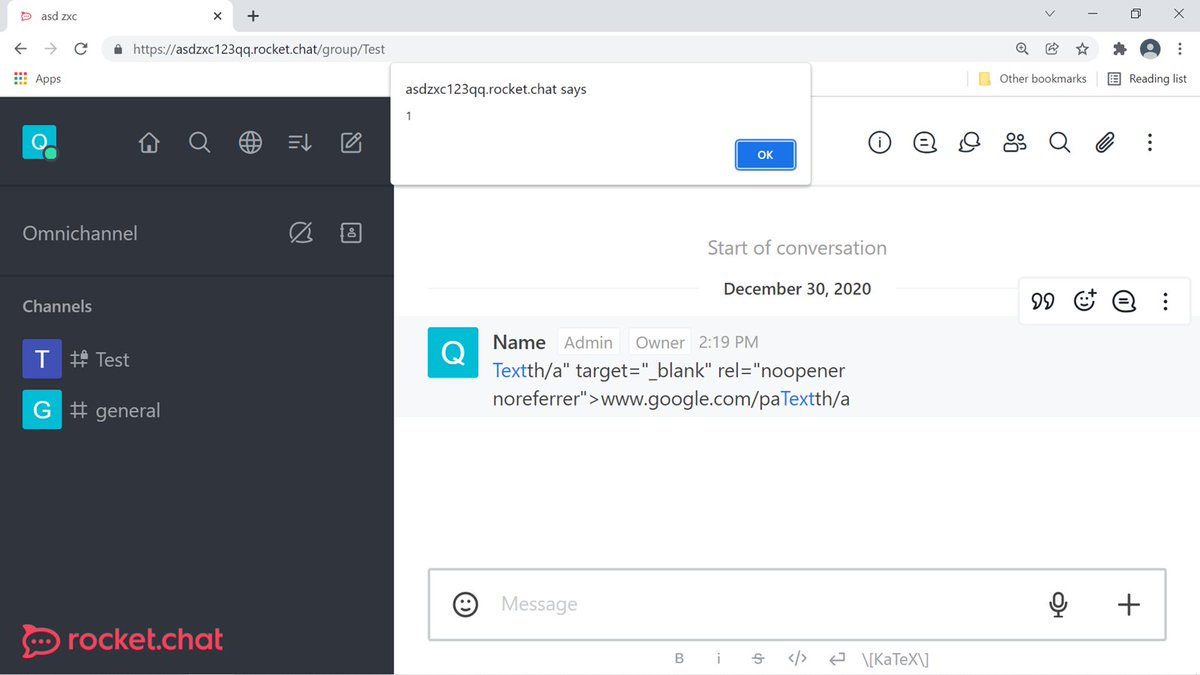 asd zxc
https://asdzxc123qq.rocket.chat/group/Test
Apps
Other bookmarks
Reading list
asdzxc123qq.rocket.chat says
1
OK
Q
Omnichannel
Channels
T Test
G general
rocket.chat
Start of conversation
December 30, 2020
Q
Name Admin Owner 2:19 PM
Textth/a" target="_blank" rel="noopener
noreferrer">www.google.com/paTextth/a
Message
B i S </> \[KaTeX\]